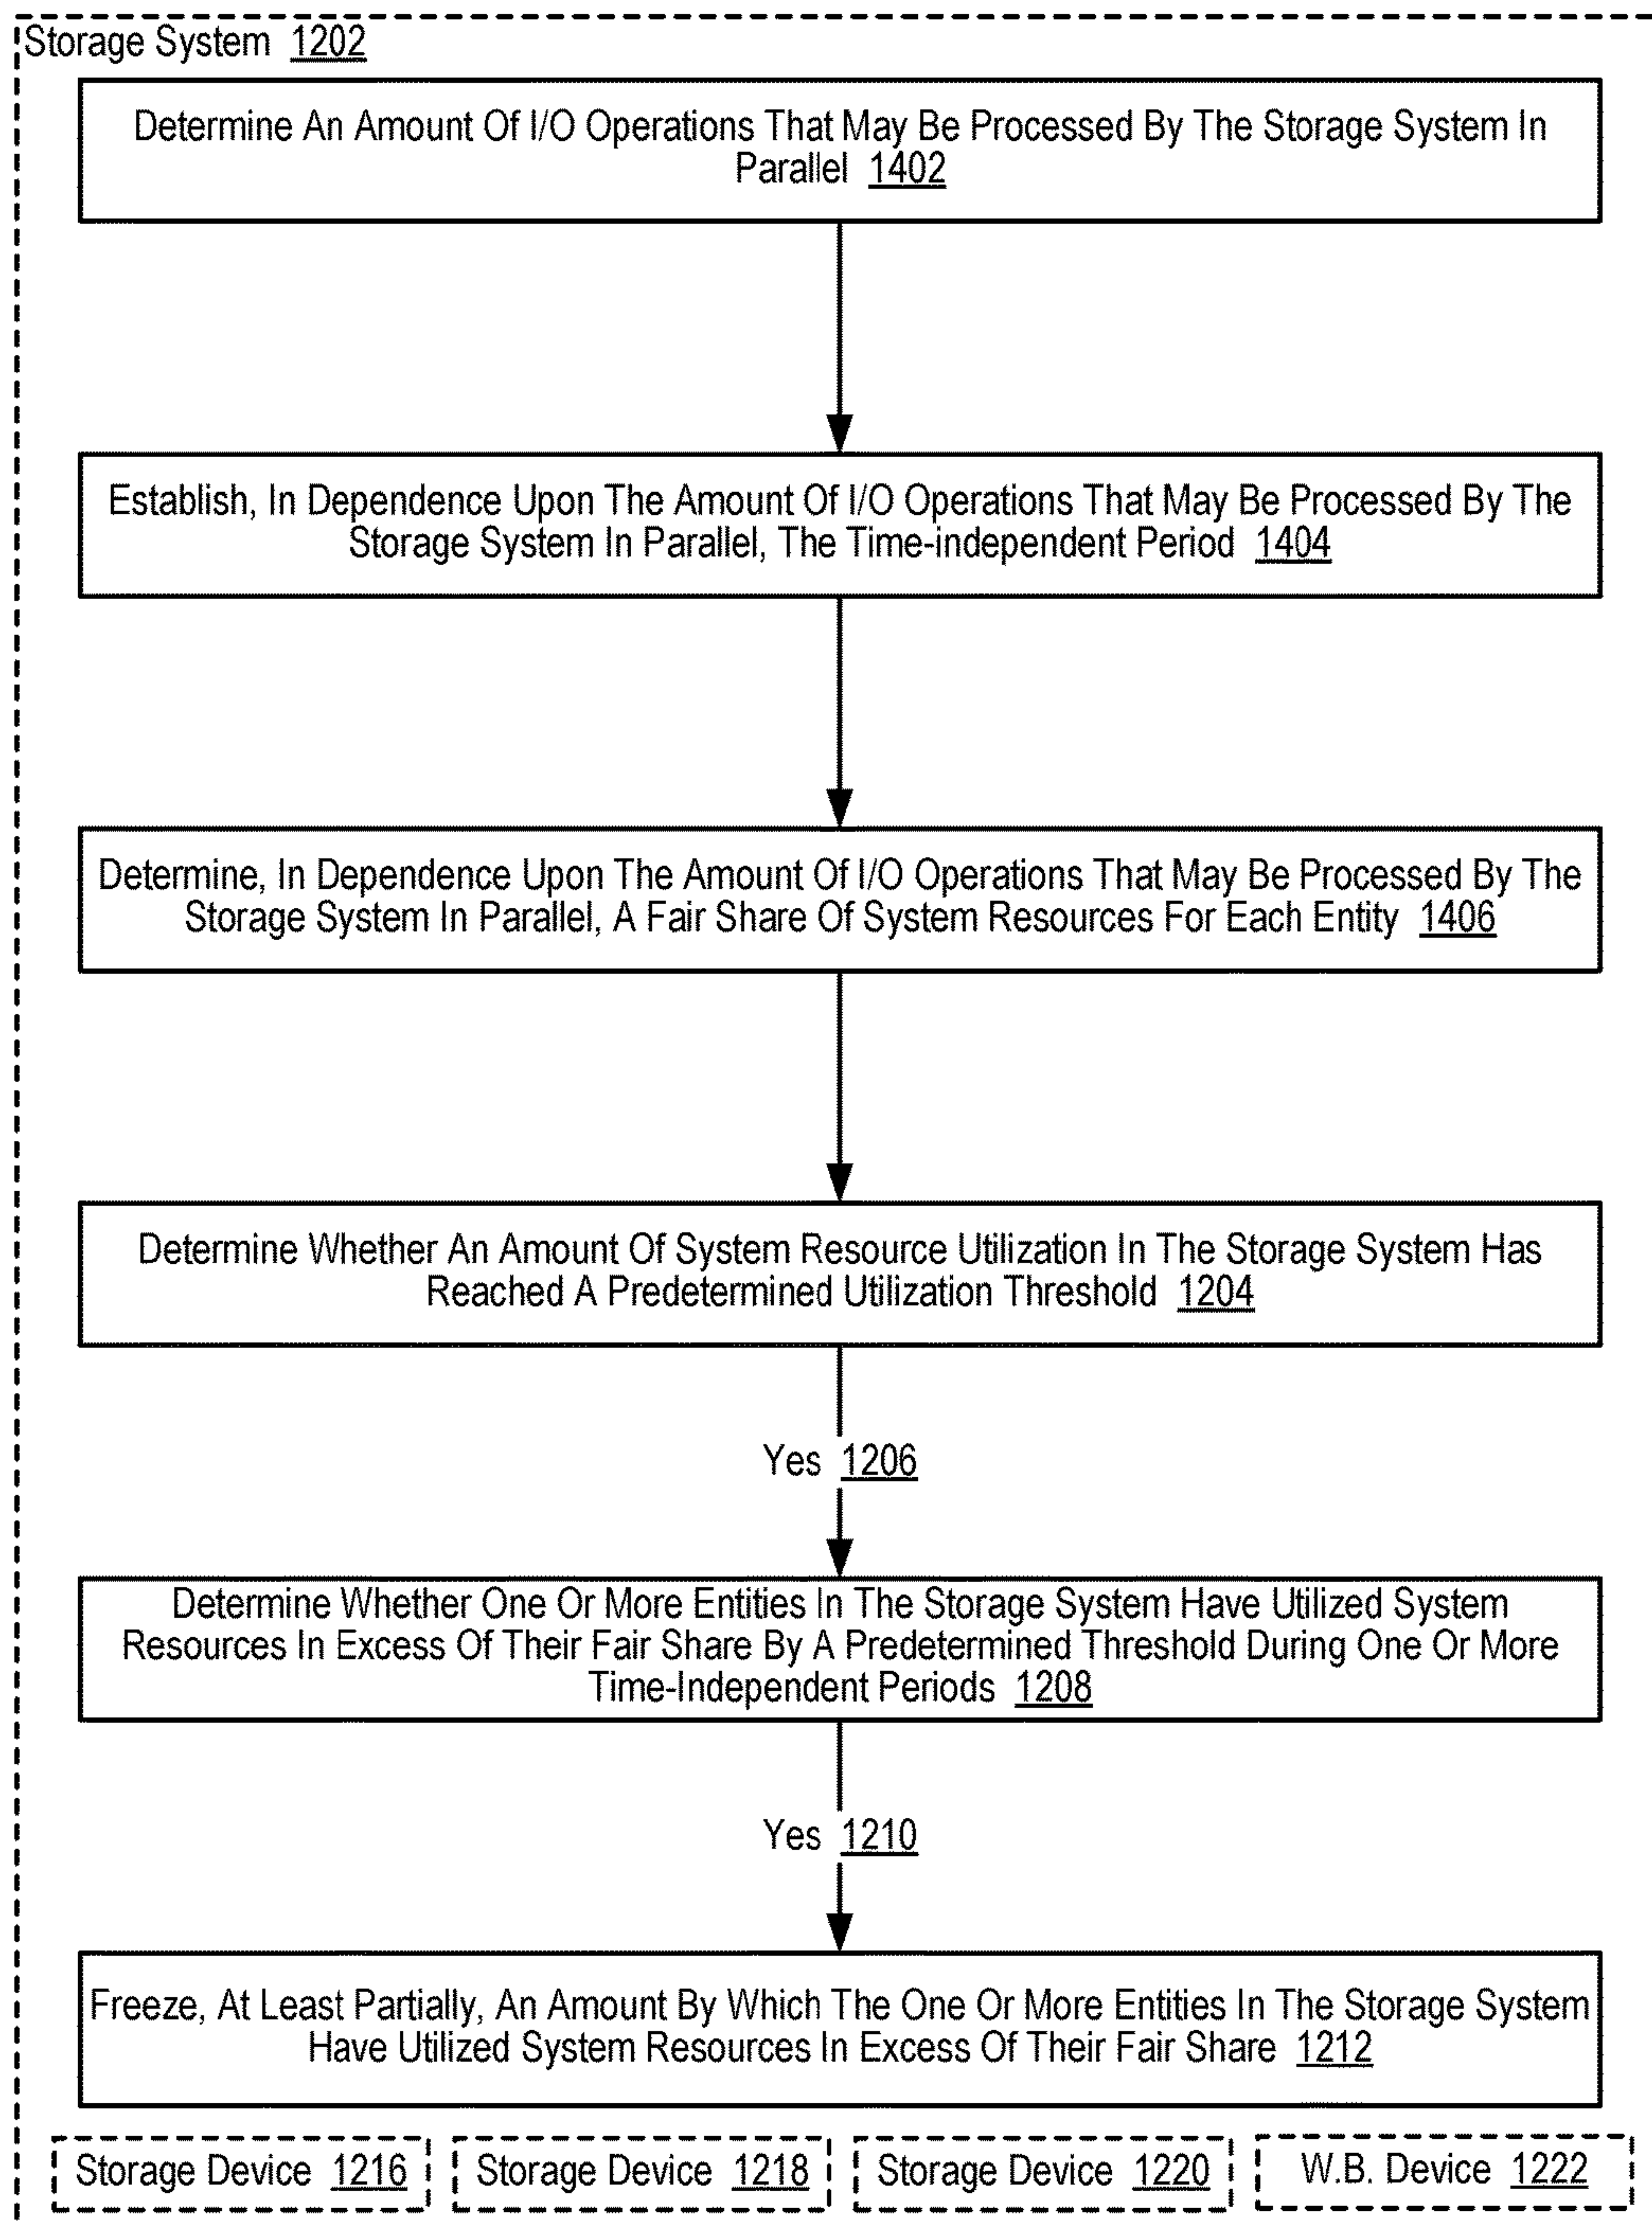 Storage System 1202
Determine An Amount Of I/O Operations That May Be Processed By The Storage System In
Parallel 1402
Establish, In Dependence Upon The Amount Of I/O Operations That May Be Processed By The
Storage System In Parallel, The Time-independent Period 1404
Determine, In Dependence Upon The Amount Of I/O Operations That May Be Processed By The
Storage System In Parallel, A Fair Share Of System Resources For Each Entity 1406
Determine Whether An Amount Of System Resource Utilization In The Storage System Has
Reached A Predetermined Utilization Threshold 1204
Yes 1206
Determine Whether One Or More Entities In The Storage System Have Utilized System
Resources In Excess Of Their Fair Share By A Predetermined Threshold During One Or More
Time-Independent Periods 1208
Yes 1210
Freeze, At Least Partially, An Amount By Which The One Or More Entities In The Storage System
Have Utilized System Resources In Excess Of Their Fair Share 1212
Storage Device 1216
Storage Device 1218
Storage Device 1220
W.B. Device 1222